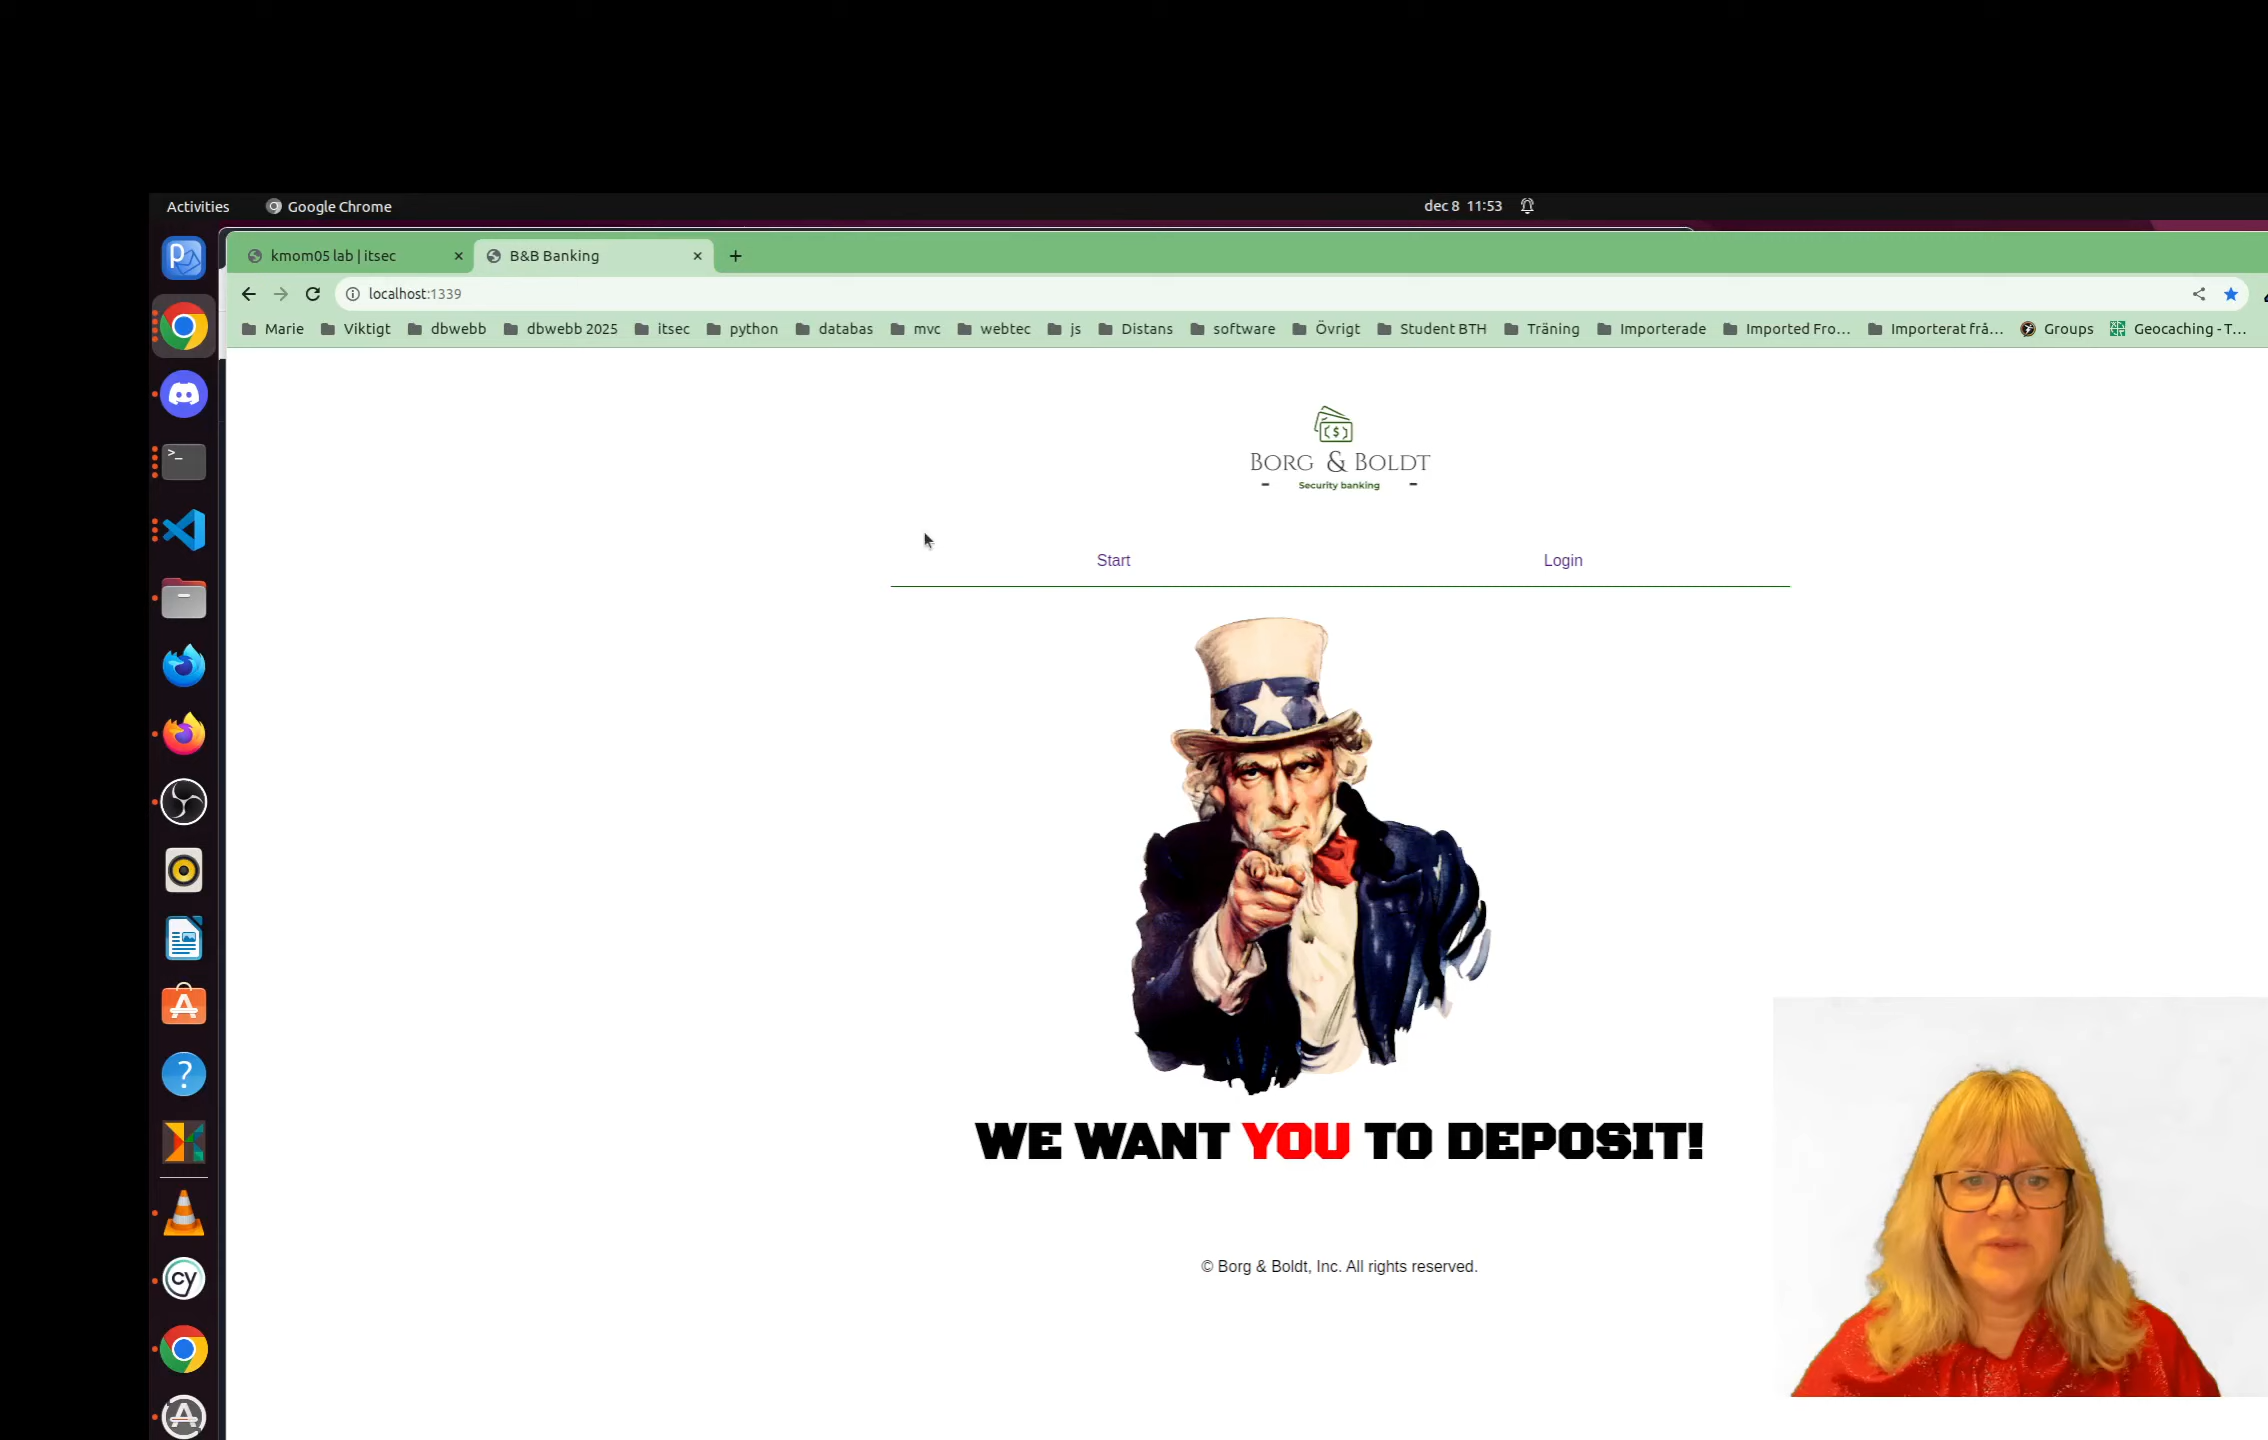 Activities Google Chrome dec 8 11:53
kmom05 lab | itsec B&B Banking
localhost:1339
Marie Viktigt dbwebb dbwebb 2025 itsec python databas mvc webtec js Distans software Övrigt Student BTH Träning Importerade Imported Fro... Importerat frå... Groups Geocaching - T...
($)
BORG & BOLDT
- Security banking -
Start Login
WE WANT YOU TO DEPOSIT!
© Borg & Boldt, Inc. All rights reserved.
P
>_
?
cy